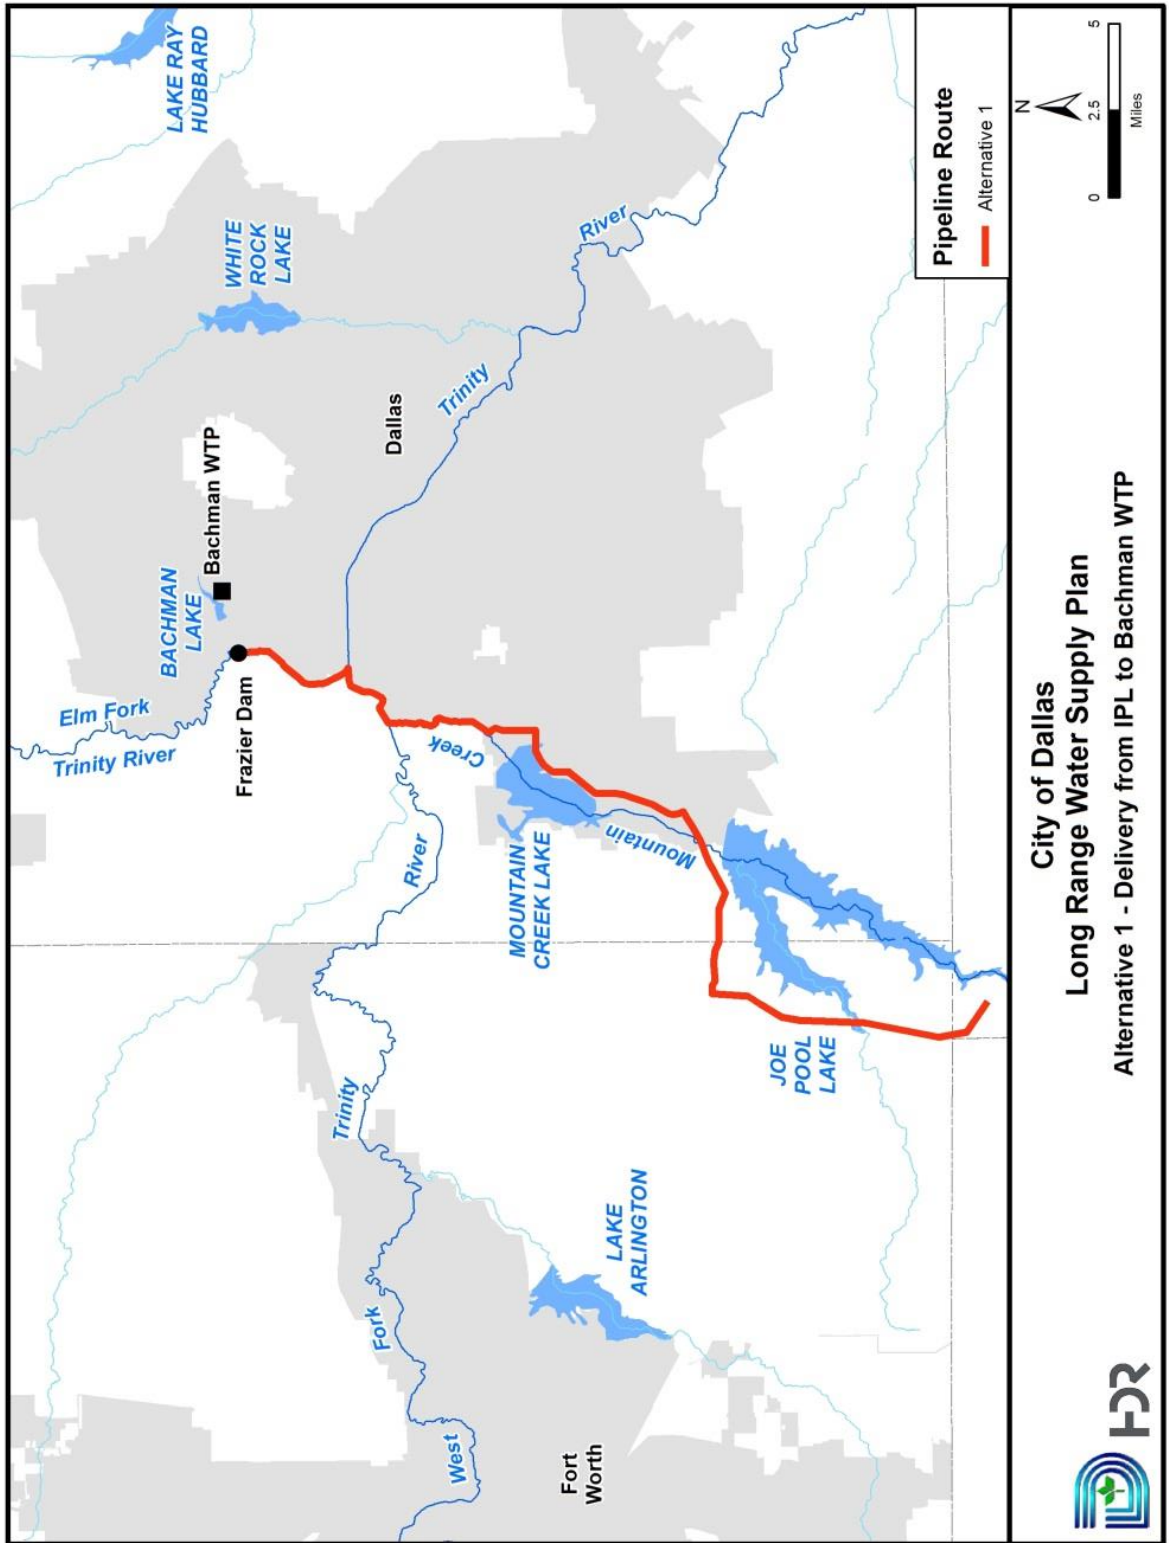 LAKE RAY
HUBBARD
WHITE
ROCK
LAKE
BACHMAN
LAKE
Bachman WTP
Elm Fork
Trinity River
Frazier Dam
Dallas
Trinity
River
River
Creek
MOUNTAIN
CREEK LAKE
Mountain
Trinity
Fork
West
JOE
POOL
LAKE
LAKE
ARLINGTON
Fort
Worth
Pipeline Route
Alternative 1
HDR
City of Dallas
Long Range Water Supply Plan
Alternative 1 - Delivery from IPL to Bachman WTP
N
0 2.5 5
Miles